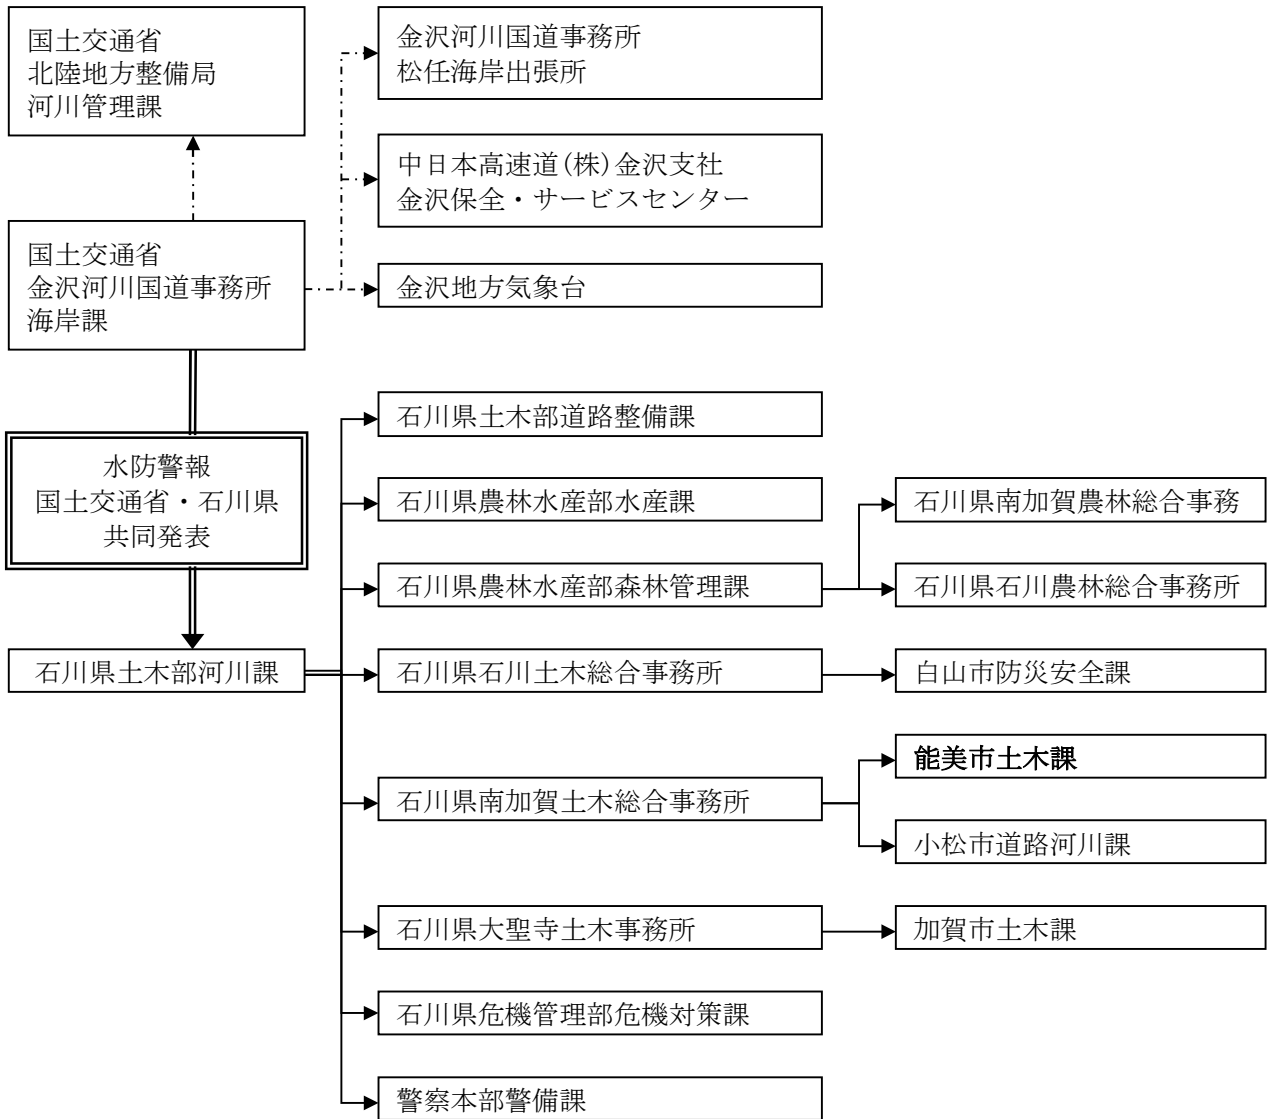 国土交通省
北陸地方整備局
河川管理課
金沢河川国道事務所
松任海岸出張所
中日本高速道(株)金沢支社
金沢保全・サービスセンター
国土交通省
金沢河川国道事務所
海岸課
金沢地方気象台
石川県土木部道路整備課
水防警報
国土交通省・石川県
共同発表
石川県農林水産部水産課
石川県南加賀農林総合事務
石川県農林水産部森林管理課
石川県石川農林総合事務所
石川県土木部河川課
石川県石川土木総合事務所
白山市防災安全課
能美市土木課
石川県南加賀土木総合事務所
小松市道路河川課
石川県大聖寺土木事務所
加賀市土木課
石川県危機管理部危機対策課
警察本部警備課